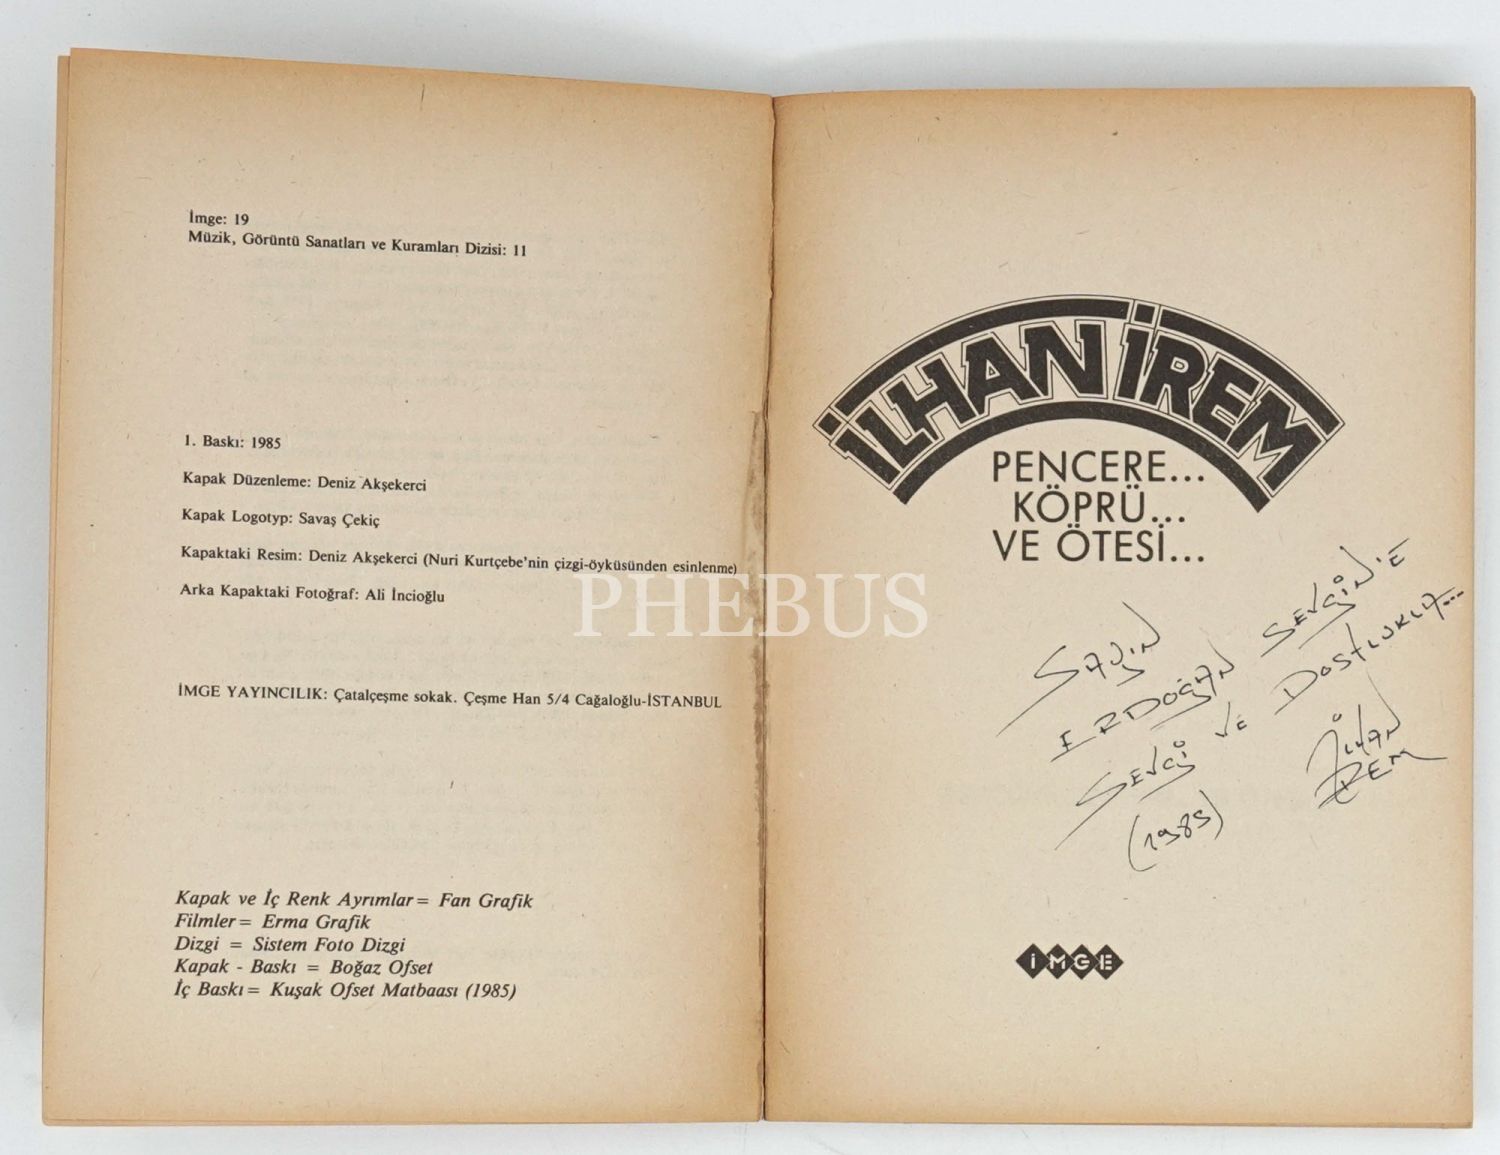 İmge: 19
Müzik, Görüntü Sanatları ve Kuramları Dizisi: 11
1. Baskı: 1985
Kapak Düzenleme: Deniz Akşekerci
Kapak Logotyp: Savaş Çekiç
Kapaktaki Resim: Deniz Akşekerci (Nuri Kurtçebe'nin çizgi-öyküsünden esinlenme)
Arka Kapaktaki Fotoğraf: Ali İncioğlu
İMGE YAYINCILIK: Çatalçeşme sokak. Çeşme Han 5/4 Cağaloğlu-İSTANBUL
Kapak ve İç Renk Ayrımlar= Fan Grafik
Filmler= Erma Grafik
Dizgi = Sistem Foto Dizgi
Kapak - Baskı = Boğaz Ofset
İç Baskı= Kuşak Ofset Matbaası (1985)
PHEBUS
İLHAN İREM
PENCERE...
KÖPRÜ...
VE ÖTESİ...
SAYIN
ERDOĞAN SEVGİN'E
SEVGİ VE DOSTLUKLA...
(1985)
İLHAN
İREM
İMGE